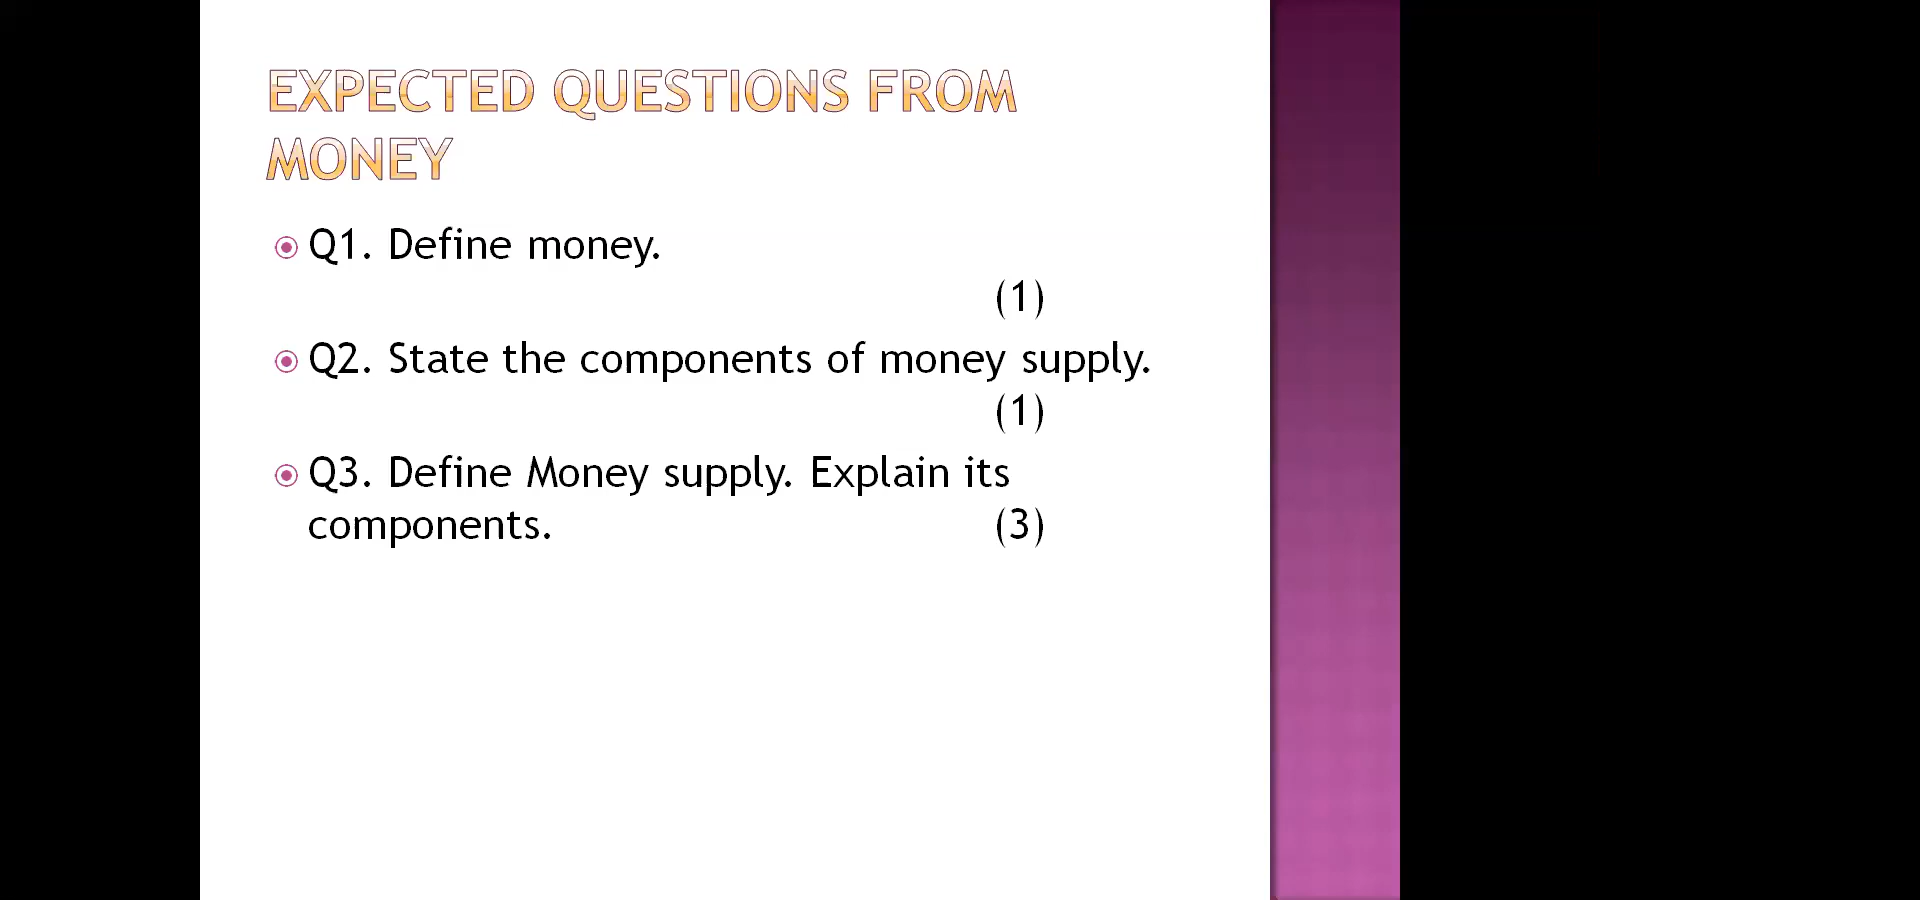 EXPECTED QUESTIONS FROM
MONEY
Q1. Define money.
(1)
Q2. State the components of money supply.
(1)
Q3. Define Money supply. Explain its
components. (3)